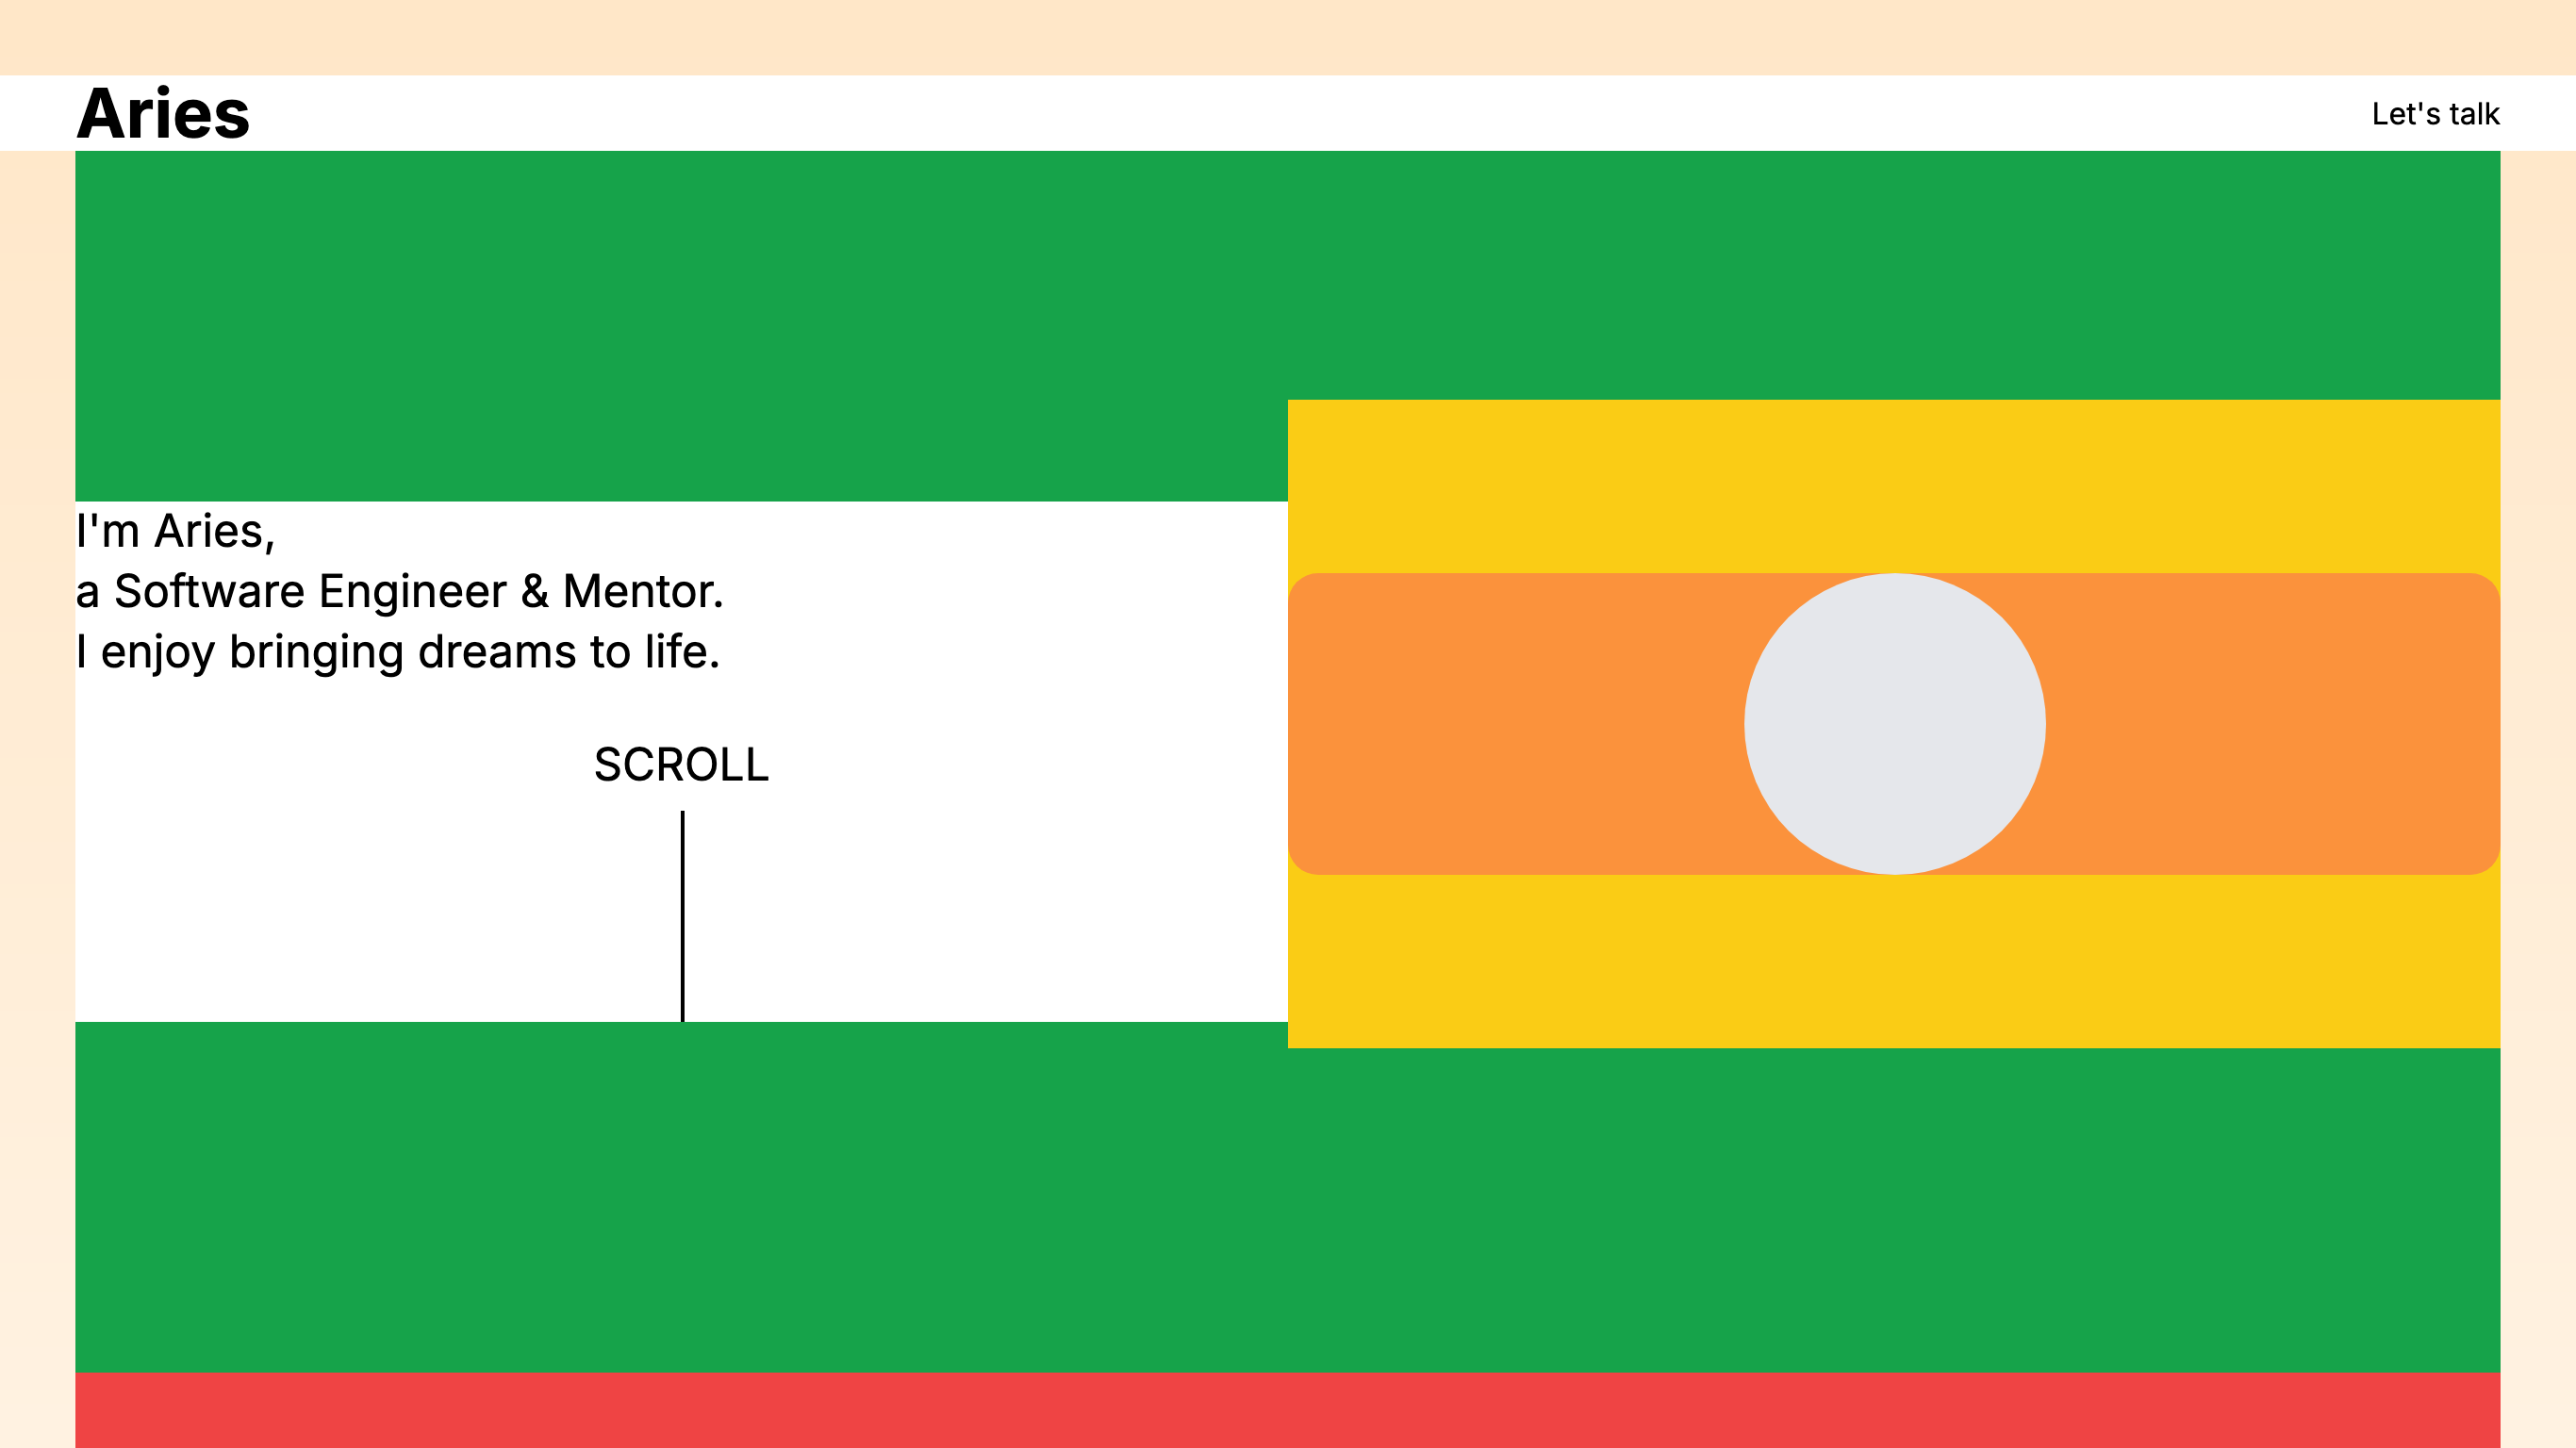 Aries
Let's talk
I'm Aries,
a Software Engineer & Mentor.
I enjoy bringing dreams to life.
SCROLL